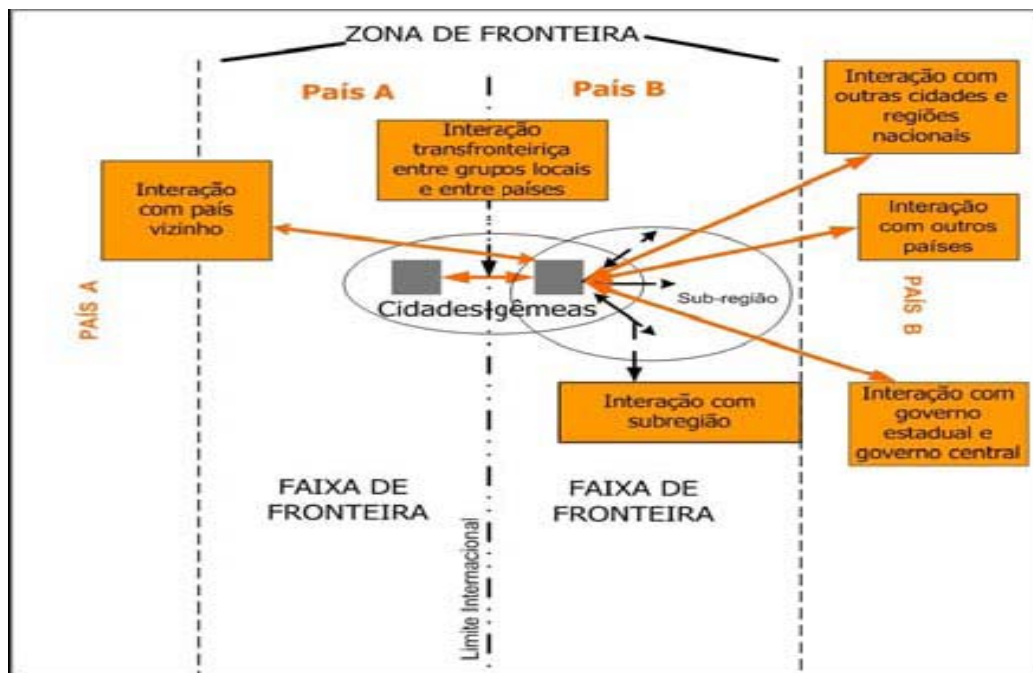 ZONA DE FRONTEIRA
País A
País B
Interação com
outras cidades e
regiões
nacionais
Interação
transfronteiriça
entre grupos locais
e entre países
Interação
com país
vizinho
Interação
com outros
países
Cidades-gêmeas
Sub-região
PAÍS A
PAÍS B
Interação com
subregião
Interação com
governo
estadual e
governo central
FAIXA DE
FRONTEIRA
FAIXA DE
FRONTEIRA
Limite Internacional